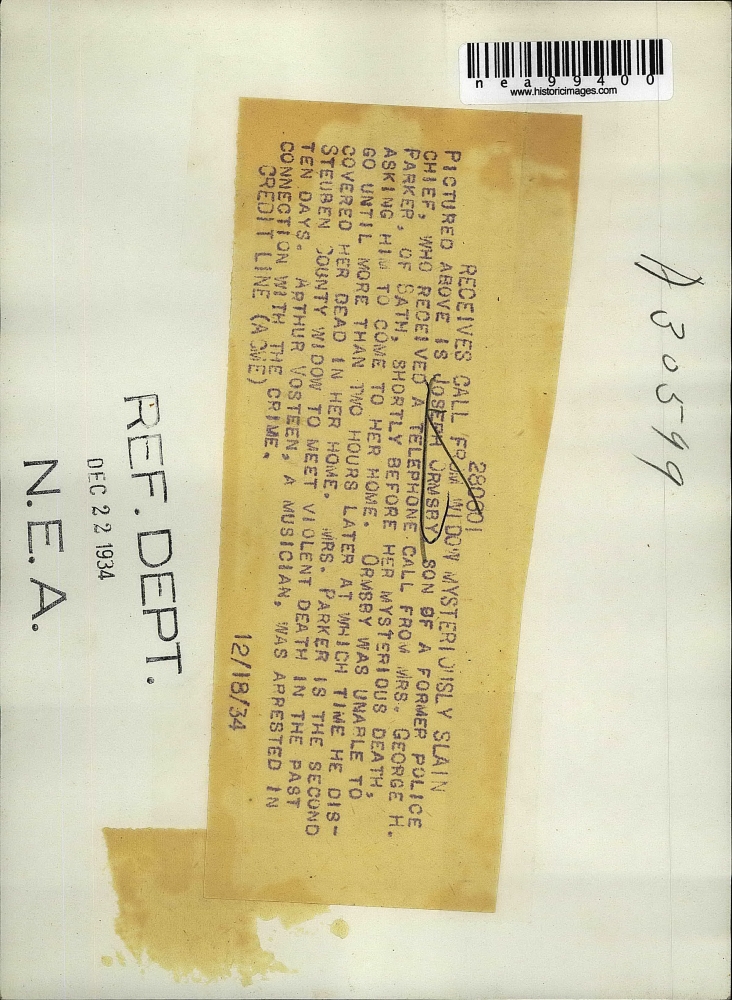 nea99400
www.historicimages.com
A30599
280801
RECEIVES CALL FROM WIDOW MYSTERIOUSLY SLAIN
PICTURED ABOVE IS JOSEPH ORMSBY SON OF A FORMER POLICE
CHIEF, WHO RECEIVED A TELEPHONE CALL FROM MRS. GEORGE H.
PARKER, OF BATH, SHORTLY BEFORE HER MYSTERIOUS DEATH,
ASKING HIM TO COME TO HER HOME. ORMSBY WAS UNABLE TO
GO UNTIL MORE THAN TWO HOURS LATER AT WHICH TIME HE DIS-
COVERED HER DEAD IN HER HOME. MRS. PARKER IS THE SECOND
STEUBEN COUNTY WIDOW TO MEET VIOLENT DEATH IN THE PAST
TEN DAYS. ARTHUR VOSTEEN, A MUSICIAN, WAS ARRESTED IN
CONNECTION WITH THE CRIME.
CREDIT LINE (ACME) 12/18/34
REF. DEPT.
DEC 22 1934
N.E.A.